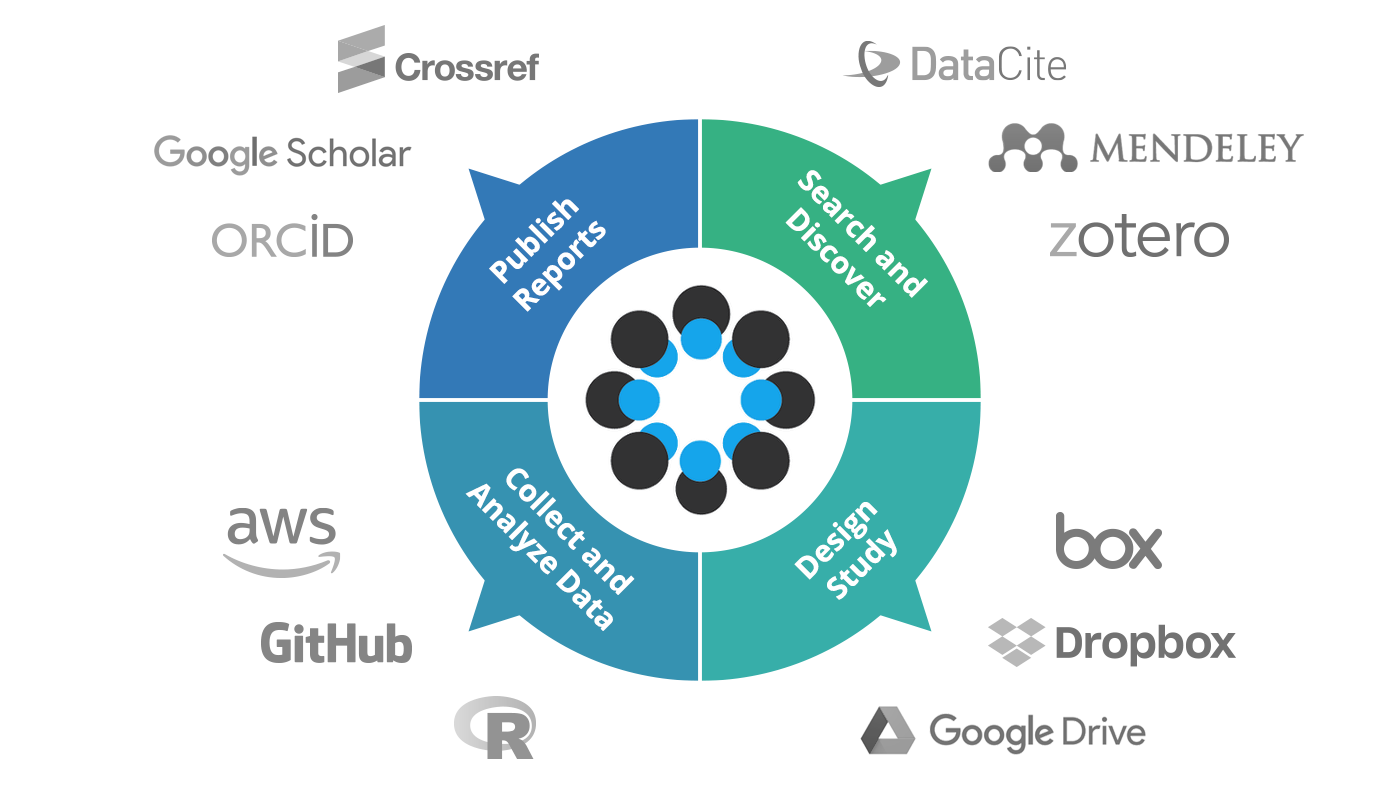 Crossref
DataCite
Google Scholar
MENDELEY
ORCiD
zotero
Publish
Reports
Search and
Discover
Collect and
Analyze Data
Design
Study
aws
box
GitHub
Dropbox
R
Google Drive